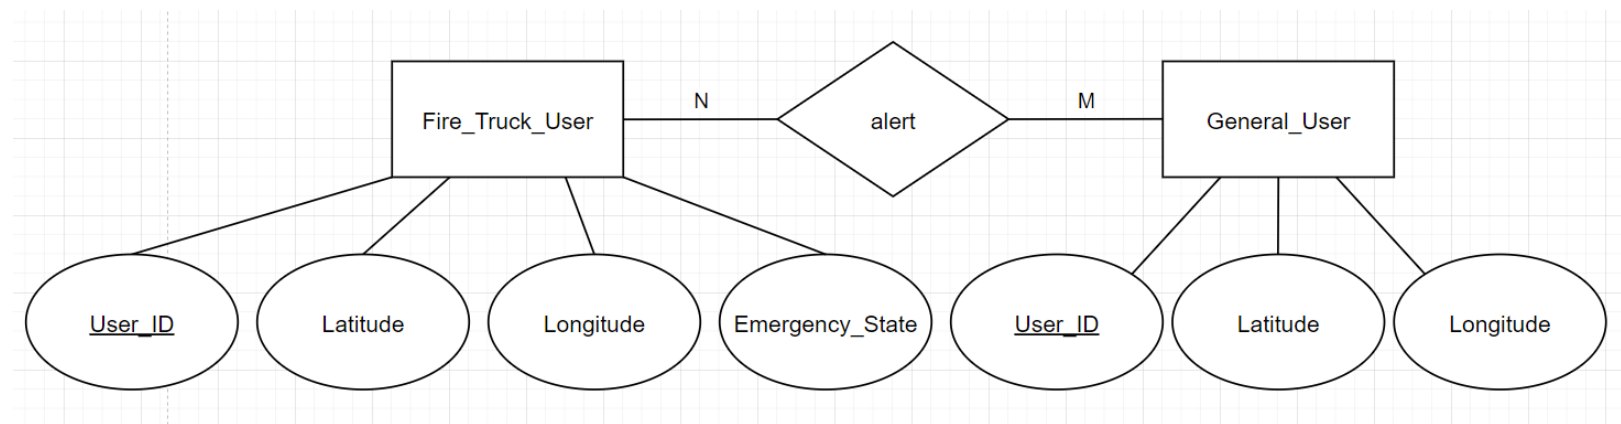 N
M
Fire_Truck_User
alert
General_User
User_ID
Latitude
Longitude
Emergency_State
User_ID
Latitude
Longitude